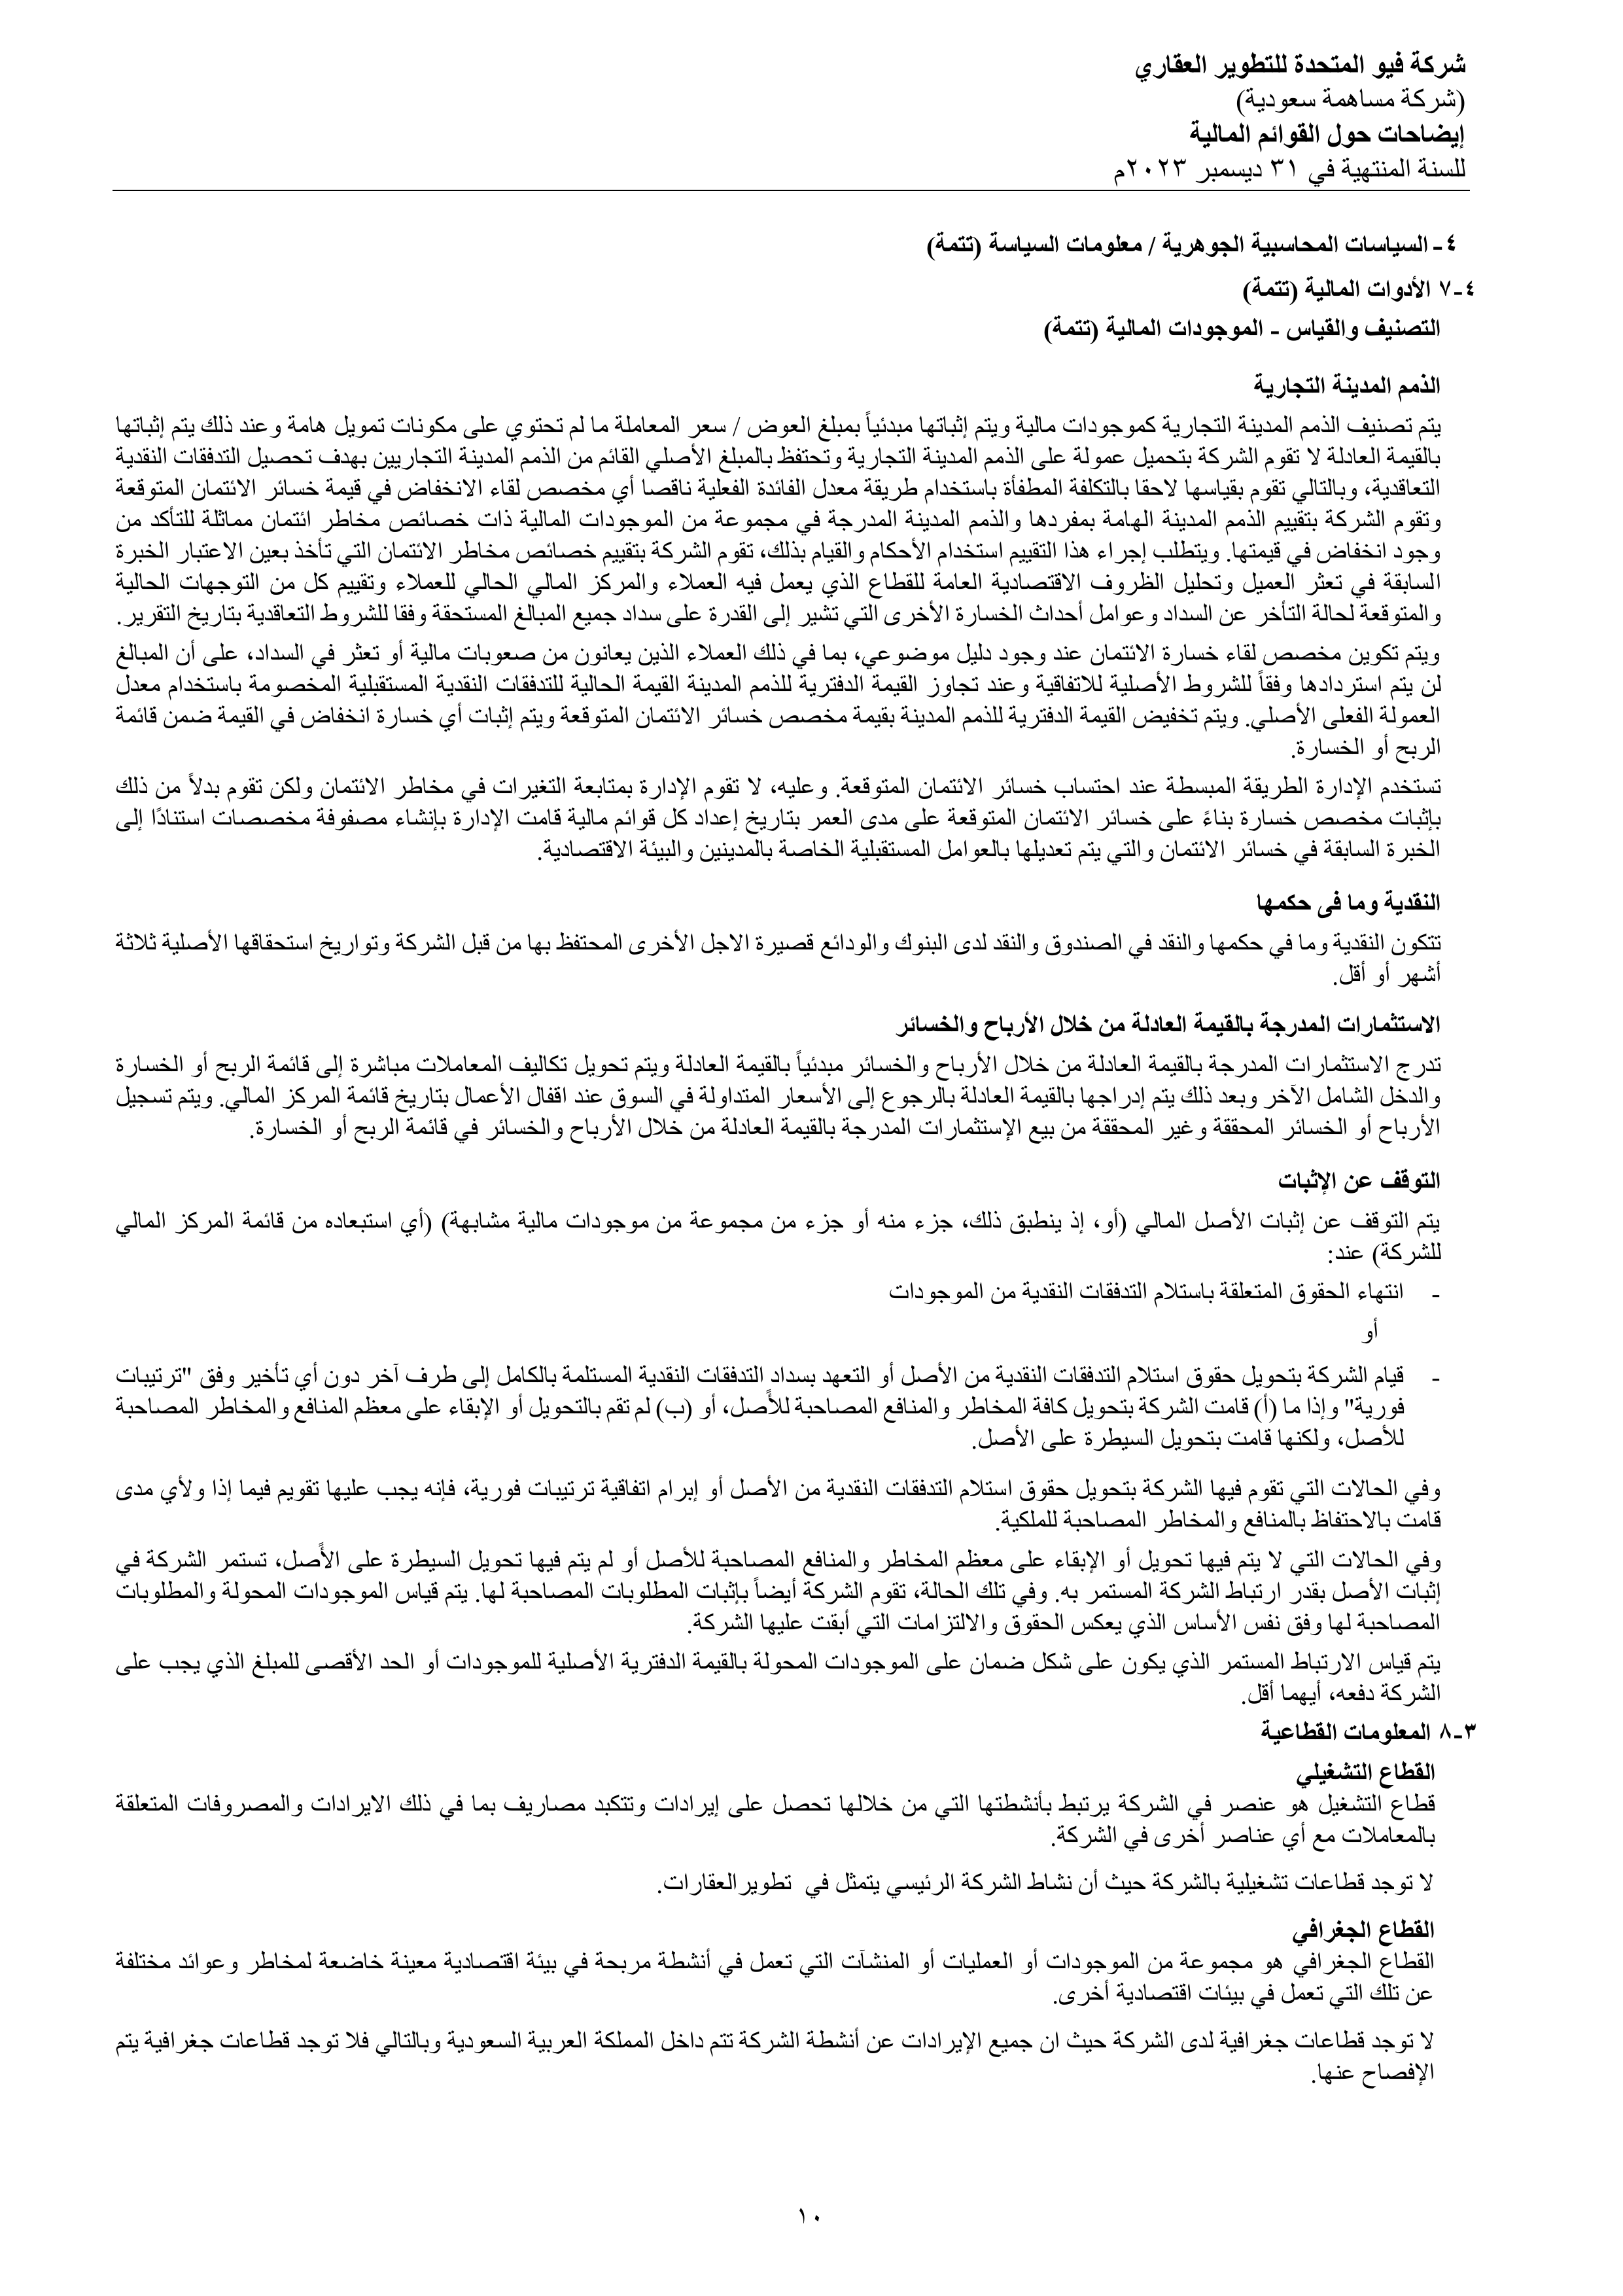 شركة فيو المتحدة للتطوير العقاري
(شركة مساهمة سعودية)
إيضاحات حول القوائم المالية
للسنة المنتهية في ٣١ ديسمبر ٢٠٢٣م
٤- السياسات المحاسبية الجوهرية / معلومات السياسة (تتمة)
٤-٧ الأدوات المالية (تتمة)
التصنيف والقياس - الموجودات المالية (تتمة)
الذمم المدينة التجارية
يتم تصنيف الذمم المدينة التجارية كموجودات مالية ويتم إثباتها مبدئياً بمبلغ العوض / سعر المعاملة ما لم تحتوي على مكونات تمويل هامة وعند ذلك يتم إثباتها
بالقيمة العادلة لا تقوم الشركة بتحميل عمولة على الذمم المدينة التجارية وتحتفظ بالمبلغ الأصلي القائم من الذمم المدينة التجاريين بهدف تحصيل التدفقات النقدية
التعاقدية، وبالتالي تقوم بقياسها لاحقا بالتكلفة المطفأة باستخدام طريقة معدل الفائدة الفعلية ناقصا أي مخصص لقاء الانخفاض في قيمة خسائر الائتمان المتوقعة
وتقوم الشركة بتقييم الذمم المدينة الهامة بمفردها والذمم المدينة المدرجة في مجموعة من الموجودات المالية ذات خصائص مخاطر ائتمان مماثلة للتأكد من
وجود انخفاض في قيمتها. ويتطلب إجراء هذا التقييم استخدام الأحكام والقيام بذلك، تقوم الشركة بتقييم خصائص مخاطر الائتمان التي تأخذ بعين الاعتبار الخبرة
السابقة في تعثر العميل وتحليل الظروف الاقتصادية العامة للقطاع الذي يعمل فيه العملاء والمركز المالي الحالي للعملاء وتقييم كل من التوجهات الحالية
والمتوقعة لحالة التأخر عن السداد وعوامل أحداث الخسارة الأخرى التي تشير إلى القدرة على سداد جميع المبالغ المستحقة وفقا للشروط التعاقدية بتاريخ التقرير.
ويتم تكوين مخصص لقاء خسارة الائتمان عند وجود دليل موضوعي، بما في ذلك العملاء الذين يعانون من صعوبات مالية أو تعثر في السداد، على أن المبالغ
لن يتم استردادها وفقاً للشروط الأصلية للاتفاقية وعند تجاوز القيمة الدفترية للذمم المدينة القيمة الحالية للتدفقات النقدية المستقبلية المخصومة باستخدام معدل
العمولة الفعلى الأصلي. ويتم تخفيض القيمة الدفترية للذمم المدينة بقيمة مخصص خسائر الائتمان المتوقعة ويتم إثبات أي خسارة انخفاض في القيمة ضمن قائمة
الربح أو الخسارة.
تستخدم الإدارة الطريقة المبسطة عند احتساب خسائر الائتمان المتوقعة. وعليه، لا تقوم الإدارة بمتابعة التغيرات في مخاطر الائتمان ولكن تقوم بدلاً من ذلك
بإثبات مخصص خسارة بناءً على خسائر الائتمان المتوقعة على مدى العمر بتاريخ إعداد كل قوائم مالية قامت الإدارة بإنشاء مصفوفة مخصصات استنادًا إلى
الخبرة السابقة في خسائر الائتمان والتي يتم تعديلها بالعوامل المستقبلية الخاصة بالمدينين والبيئة الاقتصادية.
النقدية وما فى حكمها
تتكون النقدية وما في حكمها والنقد في الصندوق والنقد لدى البنوك والودائع قصيرة الاجل الأخرى المحتفظ بها من قبل الشركة وتواريخ استحقاقها الأصلية ثلاثة
أشهر أو أقل.
الاستثمارات المدرجة بالقيمة العادلة من خلال الأرباح والخسائر
تدرج الاستثمارات المدرجة بالقيمة العادلة من خلال الأرباح والخسائر مبدئياً بالقيمة العادلة ويتم تحويل تكاليف المعاملات مباشرة إلى قائمة الربح أو الخسارة
والدخل الشامل الآخر وبعد ذلك يتم إدراجها بالقيمة العادلة بالرجوع إلى الأسعار المتداولة في السوق عند اقفال الأعمال بتاريخ قائمة المركز المالي. ويتم تسجيل
الأرباح أو الخسائر المحققة وغير المحققة من بيع الإستثمارات المدرجة بالقيمة العادلة من خلال الأرباح والخسائر في قائمة الربح أو الخسارة.
التوقف عن الإثبات
يتم التوقف عن إثبات الأصل المالي (أو، إذ ينطبق ذلك، جزء منه أو جزء من مجموعة من موجودات مالية مشابهة) (أي استبعاده من قائمة المركز المالي
للشركة) عند:
- انتهاء الحقوق المتعلقة باستلام التدفقات النقدية من الموجودات
أو
- قيام الشركة بتحويل حقوق استلام التدفقات النقدية من الأصل أو التعهد بسداد التدفقات النقدية المستلمة بالكامل إلى طرف آخر دون أي تأخير وفق "ترتيبات
فورية" وإذا ما (أ) قامت الشركة بتحويل كافة المخاطر والمنافع المصاحبة للأصل، أو (ب) لم تقم بالتحويل أو الإبقاء على معظم المنافع والمخاطر المصاحبة
للأصل، ولكنها قامت بتحويل السيطرة على الأصل.
وفي الحالات التي تقوم فيها الشركة بتحويل حقوق استلام التدفقات النقدية من الأصل أو إبرام اتفاقية ترتيبات فورية، فإنه يجب عليها تقويم فيما إذا ولأي مدى
قامت بالاحتفاظ بالمنافع والمخاطر المصاحبة للملكية.
وفي الحالات التي لا يتم فيها تحويل أو الإبقاء على معظم المخاطر والمنافع المصاحبة للأصل أو لم يتم فيها تحويل السيطرة على الأصل، تستمر الشركة في
إثبات الأصل بقدر ارتباط الشركة المستمر به. وفي تلك الحالة، تقوم الشركة أيضاً بإثبات المطلوبات المصاحبة لها. يتم قياس الموجودات المحولة والمطلوبات
المصاحبة لها وفق نفس الأساس الذي يعكس الحقوق والالتزامات التي أبقت عليها الشركة.
يتم قياس الارتباط المستمر الذي يكون على شكل ضمان على الموجودات المحولة بالقيمة الدفترية الأصلية للموجودات أو الحد الأقصى للمبلغ الذي يجب على
الشركة دفعه، أيهما أقل.
٣-٨ المعلومات القطاعية
القطاع التشغيلي
قطاع التشغيل هو عنصر في الشركة يرتبط بأنشطتها التي من خلالها تحصل على إيرادات وتتكبد مصاريف بما في ذلك الايرادات والمصروفات المتعلقة
بالمعاملات مع أي عناصر أخرى في الشركة.
لا توجد قطاعات تشغيلية بالشركة حيث أن نشاط الشركة الرئيسي يتمثل في تطويرالعقارات.
القطاع الجغرافي
القطاع الجغرافي هو مجموعة من الموجودات أو العمليات أو المنشآت التي تعمل في أنشطة مربحة في بيئة اقتصادية معينة خاضعة لمخاطر وعوائد مختلفة
عن تلك التي تعمل في بيئات اقتصادية أخرى.
لا توجد قطاعات جغرافية لدى الشركة حيث ان جميع الإيرادات عن أنشطة الشركة تتم داخل المملكة العربية السعودية وبالتالي فلا توجد قطاعات جغرافية يتم
الإفصاح عنها.
١٠